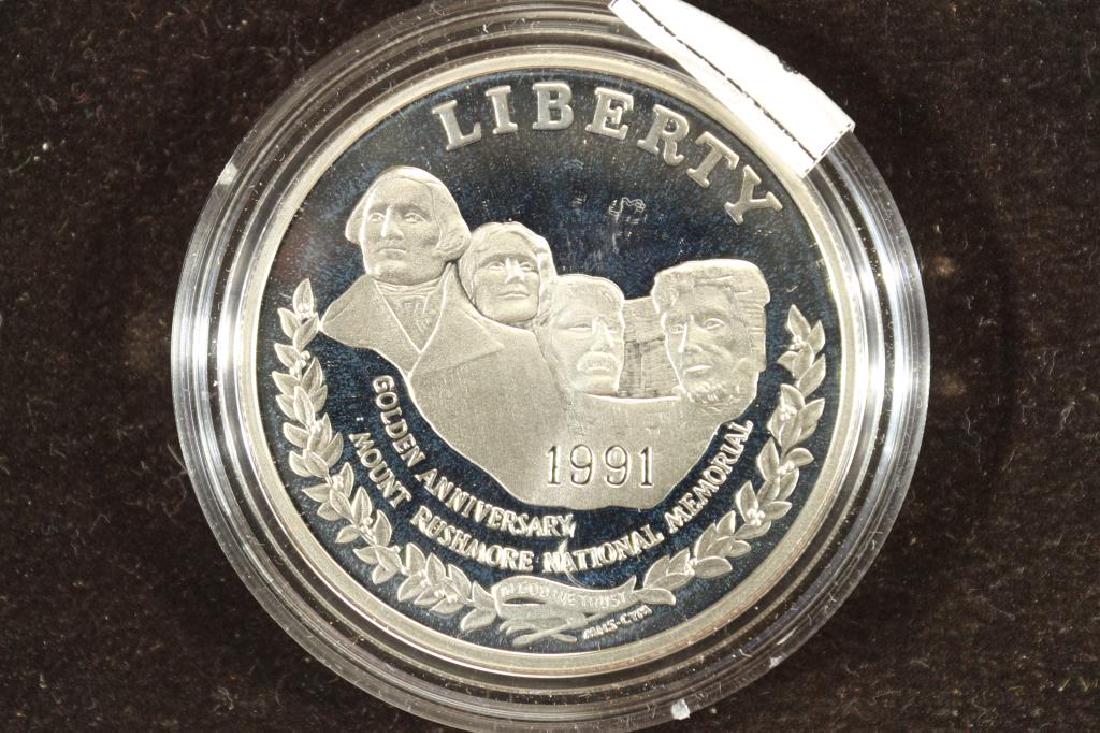 LIBERTY
1991
GOLDEN ANNIVERSARY
MOUNT RUSHMORE NATIONAL MEMORIAL
IN GOD WE TRUST